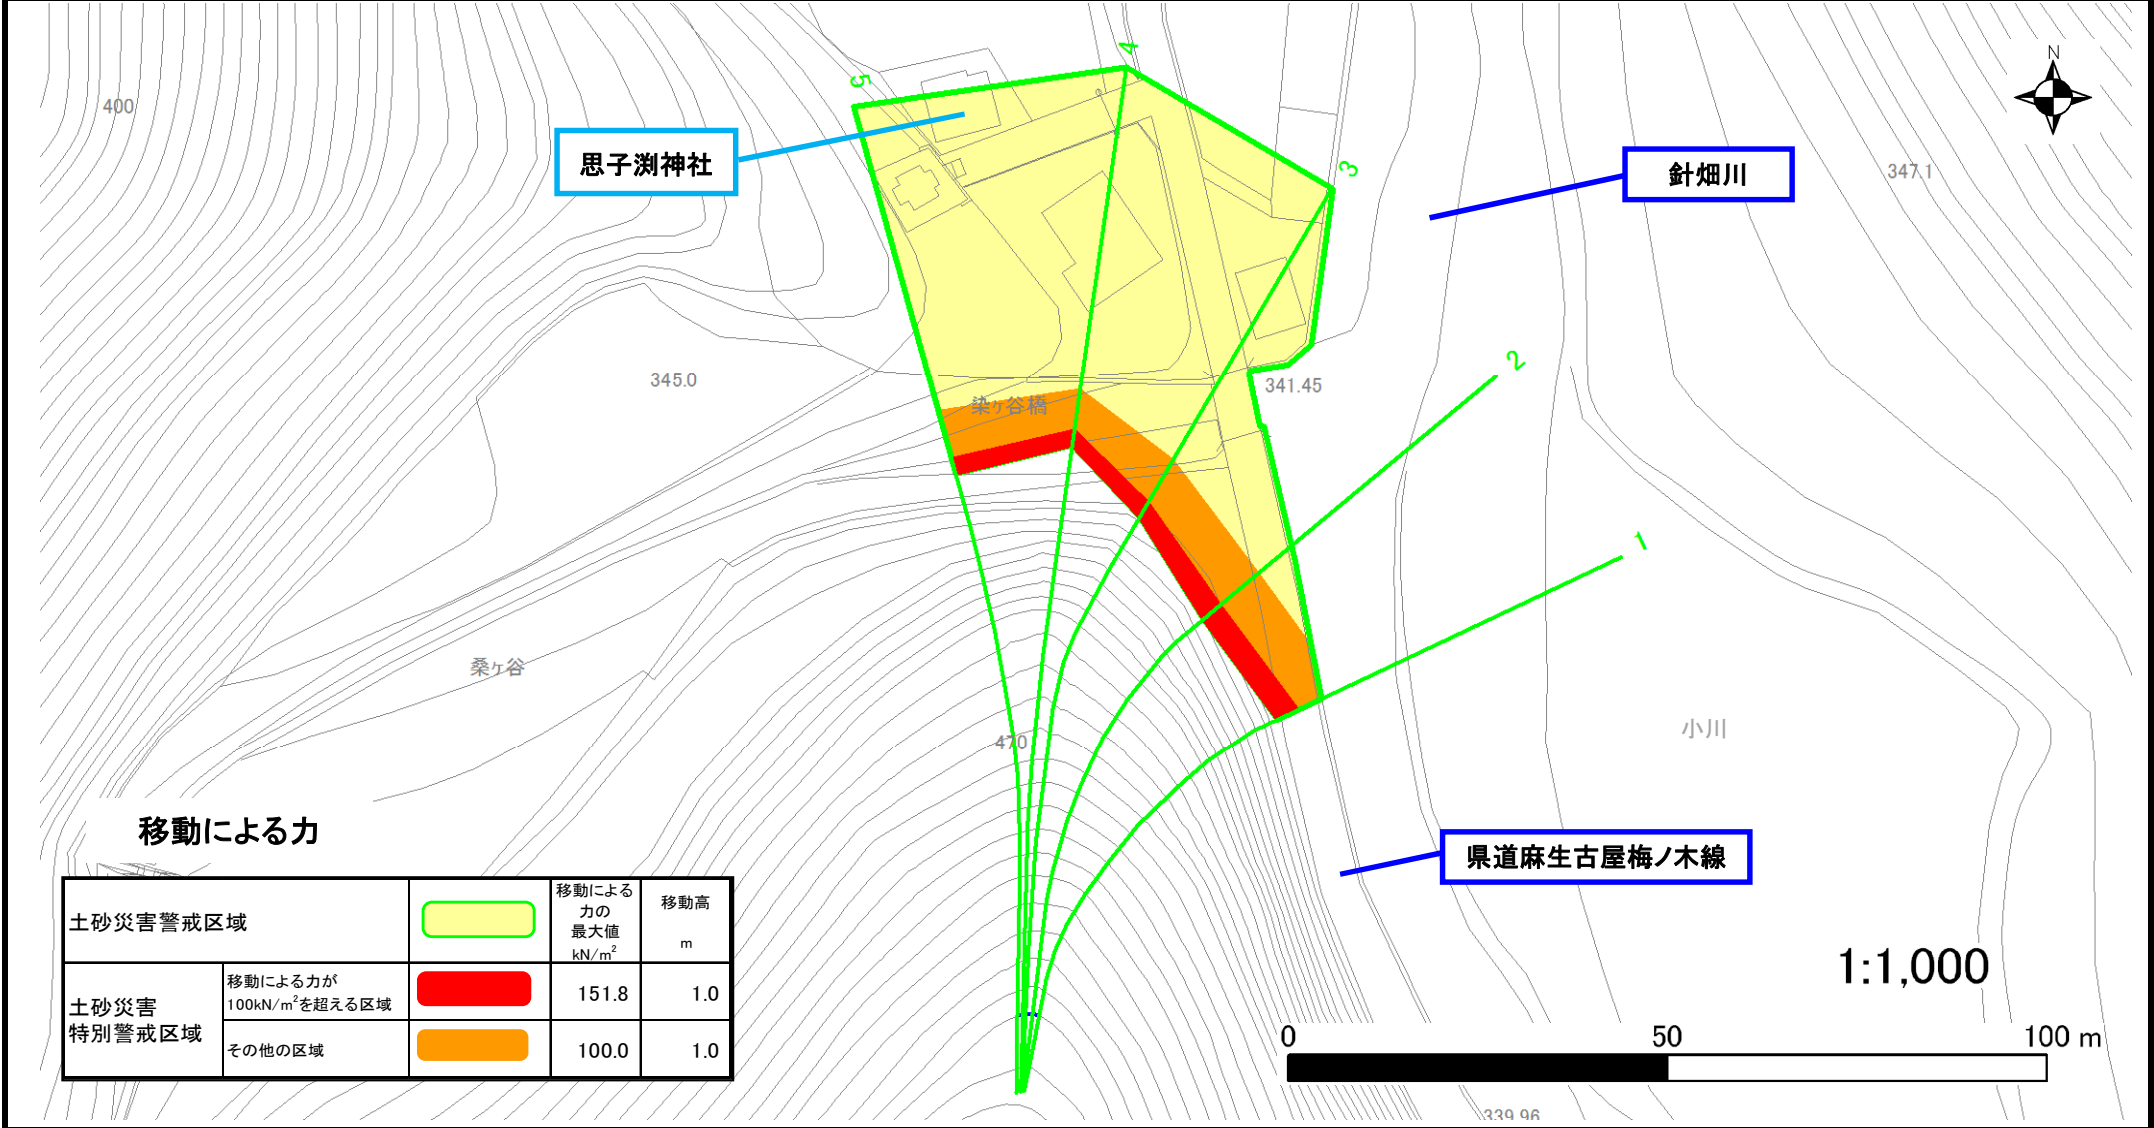 4
5
N
400
思子渕神社
3
針畑川
347.1
2
345.0
341.45
染ヶ谷橋
1
桑ヶ谷
小川
470
移動による力
県道麻生古屋梅ノ木線
土砂災害警戒区域
移動による
力の
最大値
kN/m²
移動高
m
土砂災害
特別警戒区域
移動による力が
100kN/m²を超える区域
151.8
1.0
その他の区域
100.0
1.0
1:1,000
0
50
100 m
339.96